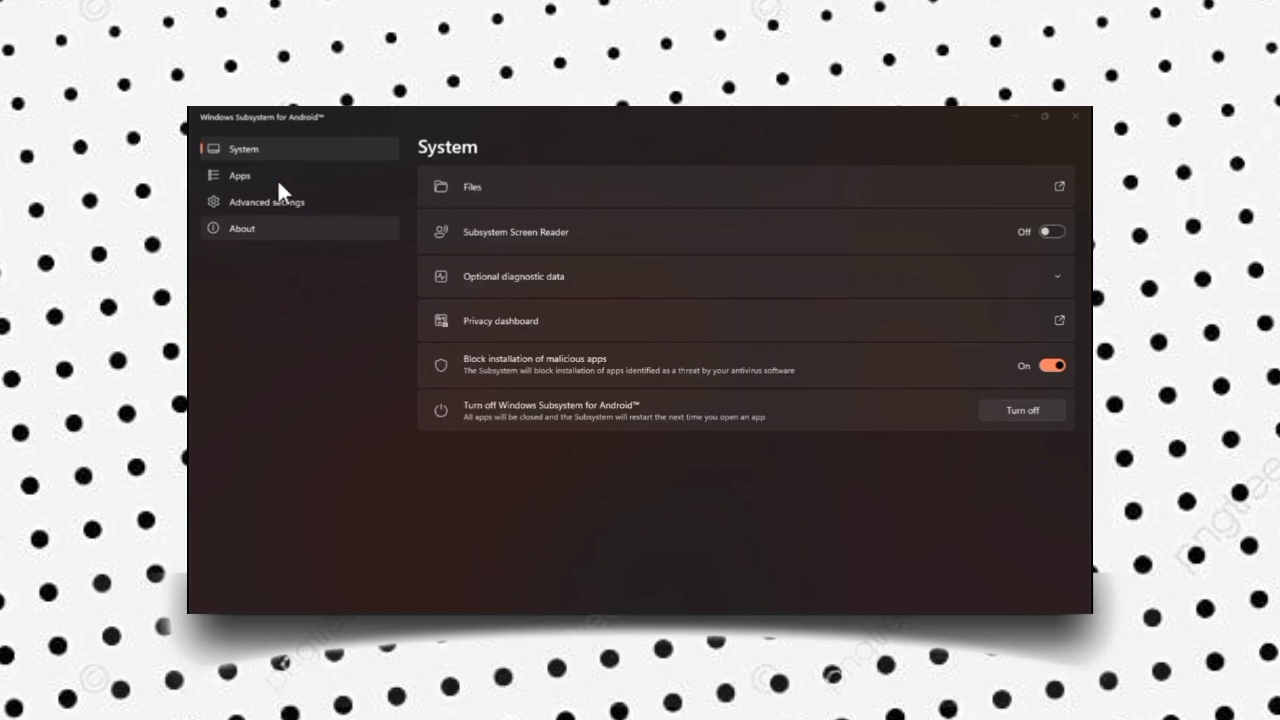 Windows Subsystem for Android™
System
Apps
Advanced settings
About
System
Files
Subsystem Screen Reader
Off
Optional diagnostic data
Privacy dashboard
Block installation of malicious apps
The Subsystem will block installation of apps identified as a threat by your antivirus software
On
Turn off Windows Subsystem for Android™
All apps will be closed and the Subsystem will restart the next time you open an app
Turn off
pngtree